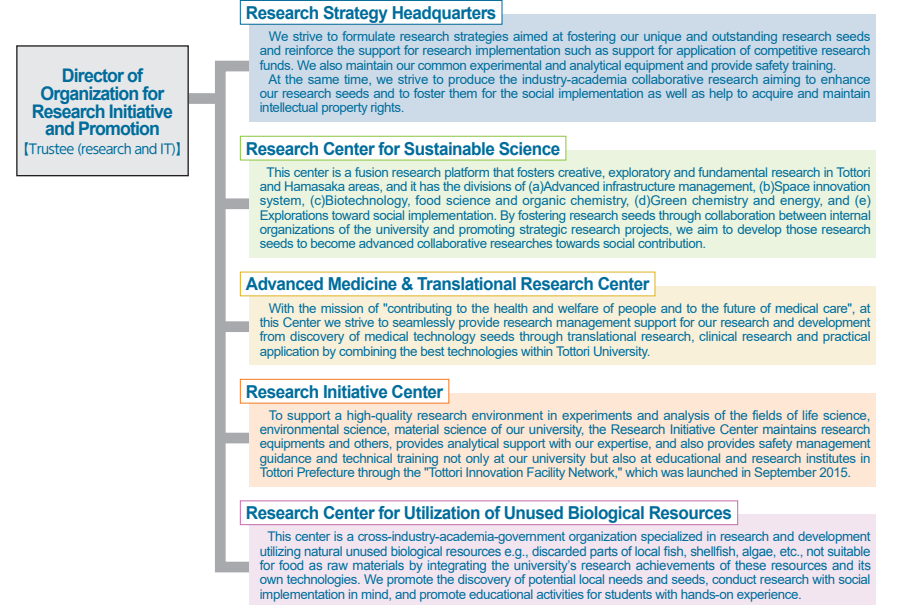 Director of
Organization for
Research Initiative
and Promotion
【Trustee (research and IT)】
Research Strategy Headquarters
We strive to formulate research strategies aimed at fostering our unique and outstanding research seeds
and reinforce the support for research implementation such as support for application of competitive research
funds. We also maintain our common experimental and analytical equipment and provide safety training.
At the same time, we strive to produce the industry-academia collaborative research aiming to enhance
our research seeds and to foster them for the social implementation as well as help to acquire and maintain
intellectual property rights.
Research Center for Sustainable Science
This center is a fusion research platform that fosters creative, exploratory and fundamental research in Tottori
and Hamasaka areas, and it has the divisions of (a)Advanced infrastructure management, (b)Space innovation
system, (c)Biotechnology, food science and organic chemistry, (d)Green chemistry and energy, and (e)
Explorations toward social implementation. By fostering research seeds through collaboration between internal
organizations of the university and promoting strategic research projects, we aim to develop those research
seeds to become advanced collaborative researches towards social contribution.
Advanced Medicine & Translational Research Center
With the mission of "contributing to the health and welfare of people and to the future of medical care", at
this Center we strive to seamlessly provide research management support for our research and development
from discovery of medical technology seeds through translational research, clinical research and practical
application by combining the best technologies within Tottori University.
Research Initiative Center
To support a high-quality research environment in experiments and analysis of the fields of life science,
environmental science, material science of our university, the Research Initiative Center maintains research
equipments and others, provides analytical support with our expertise, and also provides safety management
guidance and technical training not only at our university but also at educational and research institutes in
Tottori Prefecture through the "Tottori Innovation Facility Network," which was launched in September 2015.
Research Center for Utilization of Unused Biological Resources
This center is a cross-industry-academia-government organization specialized in research and development
utilizing natural unused biological resources e.g., discarded parts of local fish, shellfish, algae, etc., not suitable
for food as raw materials by integrating the university's research achievements of these resources and its
own technologies. We promote the discovery of potential local needs and seeds, conduct research with social
implementation in mind, and promote educational activities for students with hands-on experience.